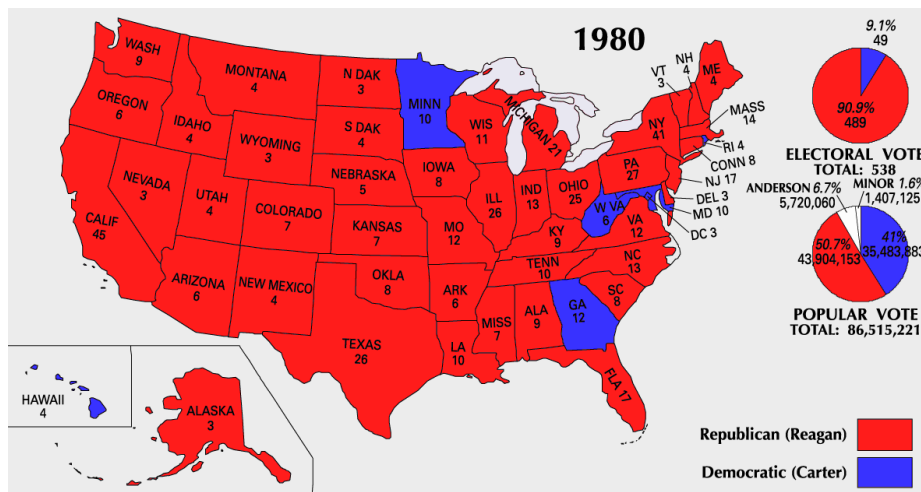 1980
WASH
9
OREGON
6
CALIF
45
IDAHO
4
NEVADA
3
MONTANA
4
WYOMING
3
UTAH
4
COLORADO
7
ARIZONA
6
NEW MEXICO
4
N DAK
3
S DAK
4
NEBRASKA
5
KANSAS
7
OKLA
8
TEXAS
26
MINN
10
IOWA
8
MO
12
ARK
6
LA
10
WIS
11
ILL
26
MICHIGAN 21
IND
13
OHIO
25
KY
9
TENN
10
MISS
7
ALA
9
GA
12
FLA 17
SC
8
NC
13
VA
12
W VA
6
PA
27
NY
41
VT
3
NH
4
ME
4
MASS
14
RI 4
CONN 8
NJ 17
DEL 3
MD 10
DC 3
HAWAII
4
ALASKA
3
9.1%
49
90.9%
489
ELECTORAL VOTE
TOTAL: 538
ANDERSON 6.7%
5,720,060
MINOR 1.6%
1,407,125
50.7%
43,904,153
41%
35,483,883
POPULAR VOTE
TOTAL: 86,515,221
Republican (Reagan)
Democratic (Carter)